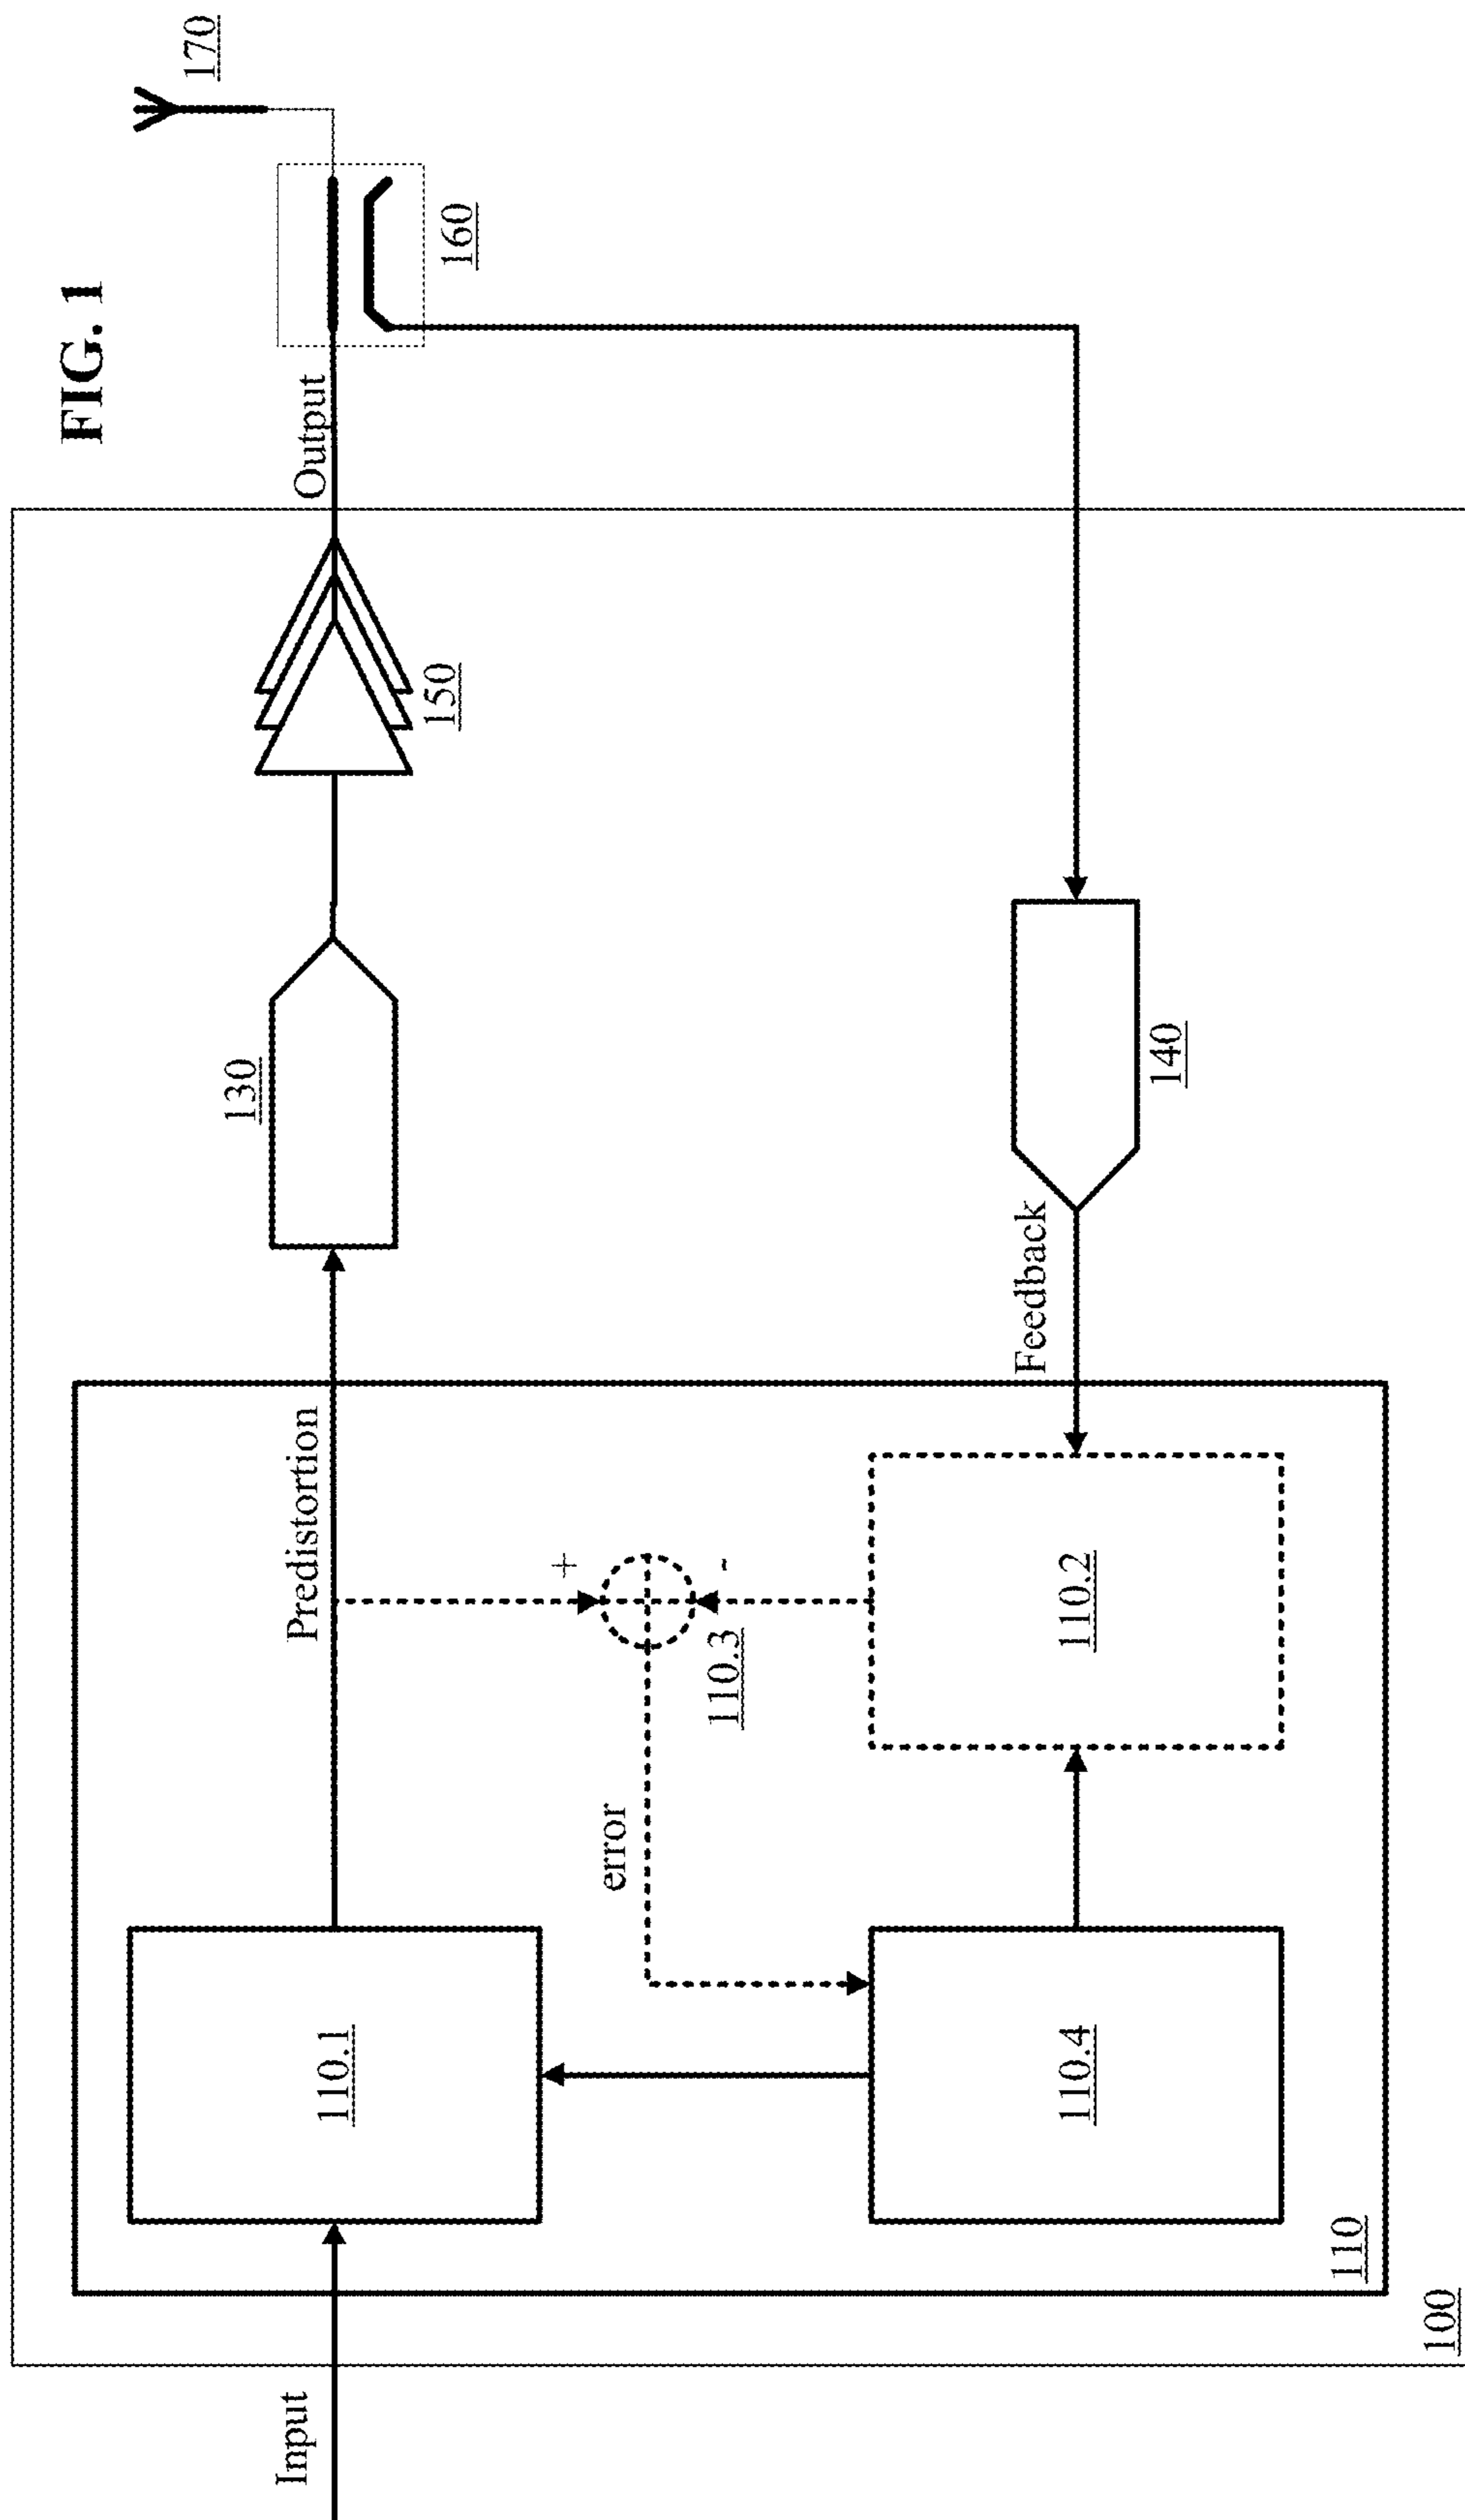 FIG. 1
170
160
Output
150
130
140
Predistortion
Feedback
+
-
110.3
110.2
error
110.1
110.4
110
100
Input